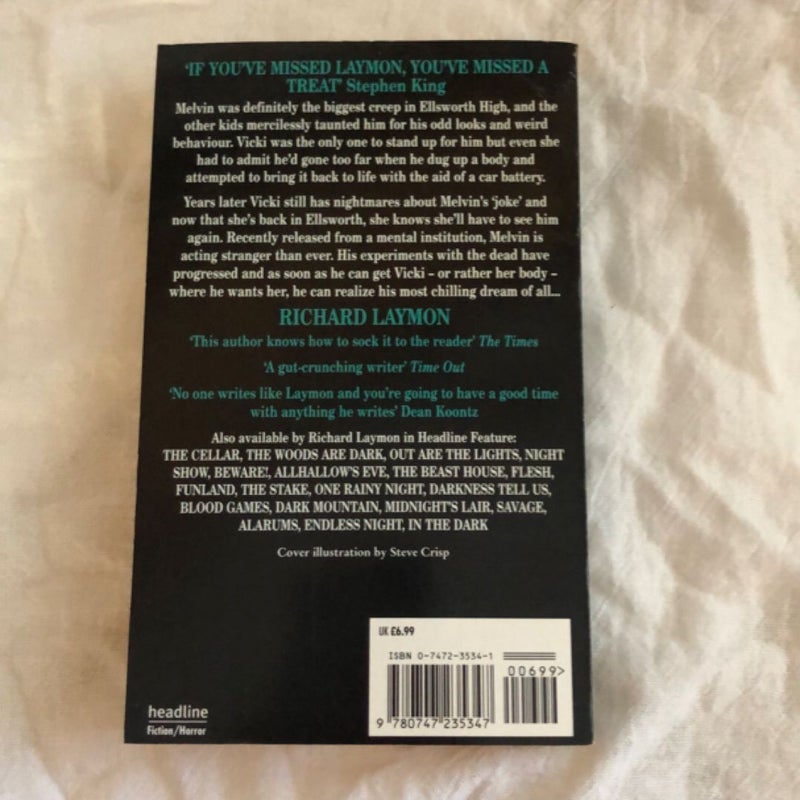 ‘IF YOU’VE MISSED LAYMON, YOU’VE MISSED A
TREAT’ Stephen King
Melvin was definitely the biggest creep in Ellsworth High, and the
other kids mercilessly taunted him for his odd looks and weird
behaviour. Vicki was the only one to stand up for him but even she
had to admit he’d gone too far when he dug up a body and
attempted to bring it back to life with the aid of a car battery.
Years later Vicki still has nightmares about Melvin’s ‘joke’ and
now that she’s back in Ellsworth, she knows she’ll have to see him
again. Recently released from a mental institution, Melvin is
acting stranger than ever. His experiments with the dead have
progressed and as soon as he can get Vicki – or rather her body –
where he wants her, he can realize his most chilling dream of all...
RICHARD LAYMON
‘This author knows how to sock it to the reader’ The Times
‘A gut-crunching writer’ Time Out
‘No one writes like Laymon and you’re going to have a good time
with anything he writes’ Dean Koontz
Also available by Richard Laymon in Headline Feature:
THE CELLAR, THE WOODS ARE DARK, OUT ARE THE LIGHTS, NIGHT
SHOW, BEWARE!, ALLHALLOW’S EVE, THE BEAST HOUSE, FLESH,
FUNLAND, THE STAKE, ONE RAINY NIGHT, DARKNESS TELL US,
BLOOD GAMES, DARK MOUNTAIN, MIDNIGHT’S LAIR, SAVAGE,
ALARUMS, ENDLESS NIGHT, IN THE DARK
Cover illustration by Steve Crisp
UK £6.99
ISBN 0-7472-3534-1
00699>
9 780747 235347
headline
Fiction/Horror